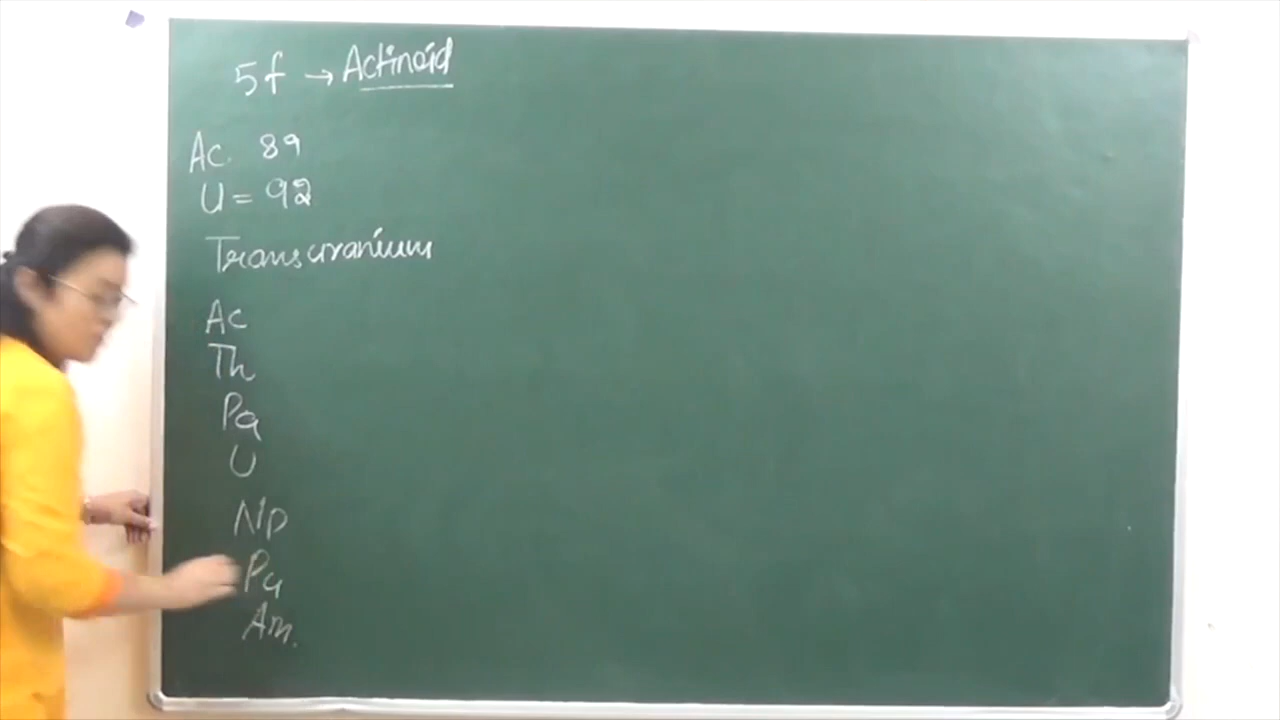 5f → Actinoid
Ac. 89
U = 92
Transuranium
Ac
Th
Pa
U
Np
Pu
Am.